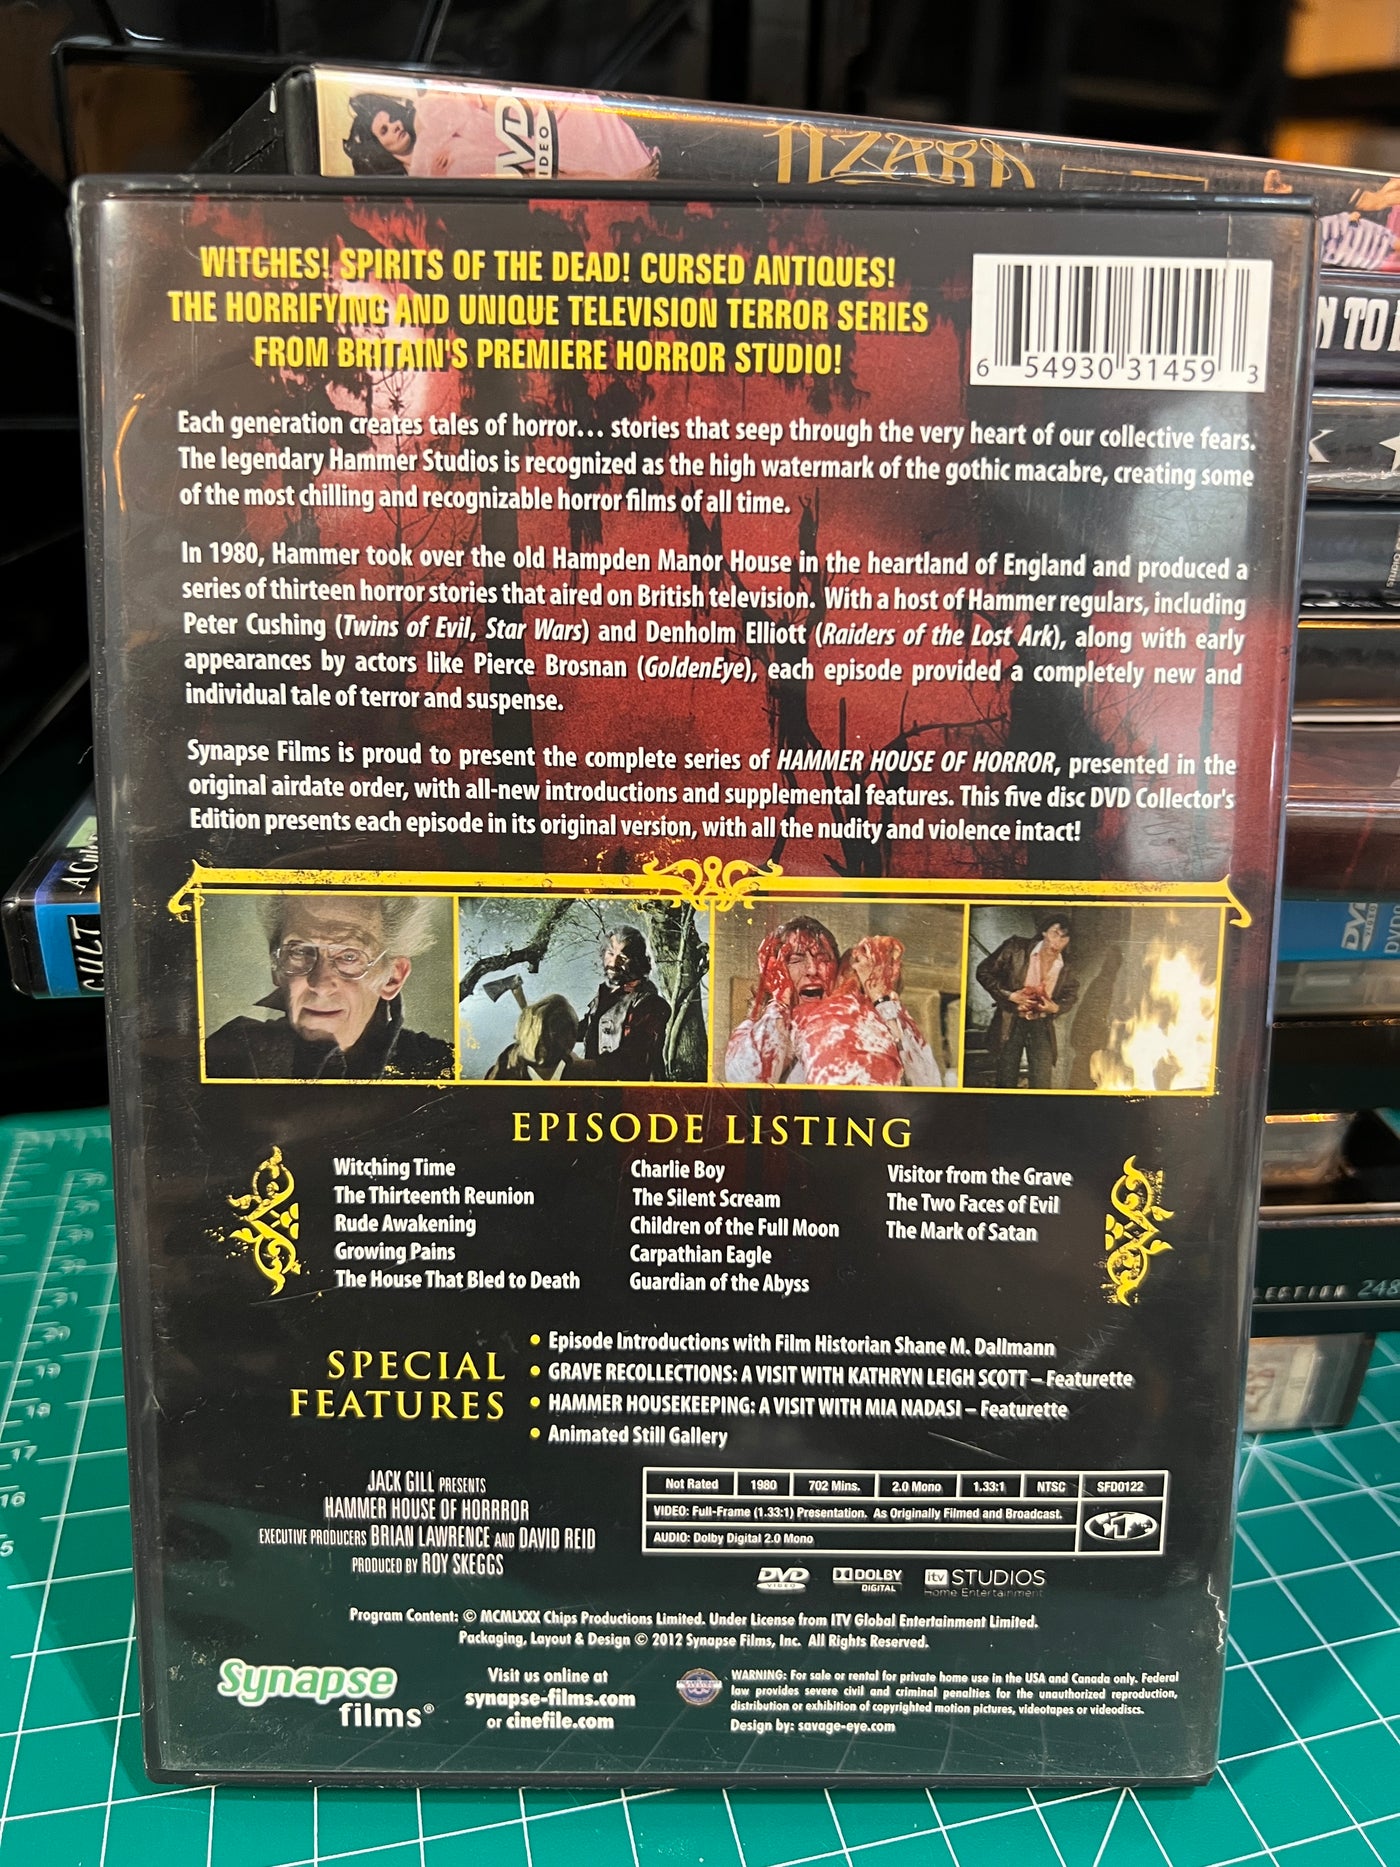 DVD
VIDEO
WITCHES! SPIRITS OF THE DEAD! CURSED ANTIQUES!
THE HORRIFYING AND UNIQUE TELEVISION TERROR SERIES
FROM BRITAIN'S PREMIERE HORROR STUDIO!
6 54930 31459 3
Each generation creates tales of horror... stories that seep through the very heart of our collective fears.
The legendary Hammer Studios is recognized as the high watermark of the gothic macabre, creating some
of the most chilling and recognizable horror films of all time.
In 1980, Hammer took over the old Hampden Manor House in the heartland of England and produced a
series of thirteen horror stories that aired on British television. With a host of Hammer regulars, including
Peter Cushing (Twins of Evil, Star Wars) and Denholm Elliott (Raiders of the Lost Ark), along with early
appearances by actors like Pierce Brosnan (GoldenEye), each episode provided a completely new and
individual tale of terror and suspense.
Synapse Films is proud to present the complete series of HAMMER HOUSE OF HORROR, presented in the
original airdate order, with all-new introductions and supplemental features. This five disc DVD Collector's
Edition presents each episode in its original version, with all the nudity and violence intact!
CULT
DVD
EPISODE LISTING
Witching Time
The Thirteenth Reunion
Rude Awakening
Growing Pains
The House That Bled to Death
Charlie Boy
The Silent Scream
Children of the Full Moon
Carpathian Eagle
Guardian of the Abyss
Visitor from the Grave
The Two Faces of Evil
The Mark of Satan
248
SPECIAL
FEATURES
• Episode Introductions with Film Historian Shane M. Dallmann
• GRAVE RECOLLECTIONS: A VISIT WITH KATHRYN LEIGH SCOTT – Featurette
• HAMMER HOUSEKEEPING: A VISIT WITH MIA NADASI – Featurette
• Animated Still Gallery
JACK GILL PRESENTS
HAMMER HOUSE OF HORRROR
EXECUTIVE PRODUCERS BRIAN LAWRENCE AND DAVID REID
PRODUCED BY ROY SKEGGS
Not Rated 1980 702 Mins. 2.0 Mono 1.33:1 NTSC SFD0122
VIDEO: Full-Frame (1.33:1) Presentation. As Originally Filmed and Broadcast.
AUDIO: Dolby Digital 2.0 Mono
1
DVD VIDEO
DOLBY DIGITAL
itv STUDIOS
Home Entertainment
Program Content: © MCMLXXX Chips Productions Limited. Under License from ITV Global Entertainment Limited.
Packaging, Layout & Design © 2012 Synapse Films, Inc. All Rights Reserved.
synapse films®
Visit us online at
synapse-films.com
or cinefile.com
WARNING: For sale or rental for private home use in the USA and Canada only. Federal
law provides severe civil and criminal penalties for the unauthorized reproduction,
distribution or exhibition of copyrighted motion pictures, videotapes or videodiscs.
Design by: savage-eye.com
19
18
17
16